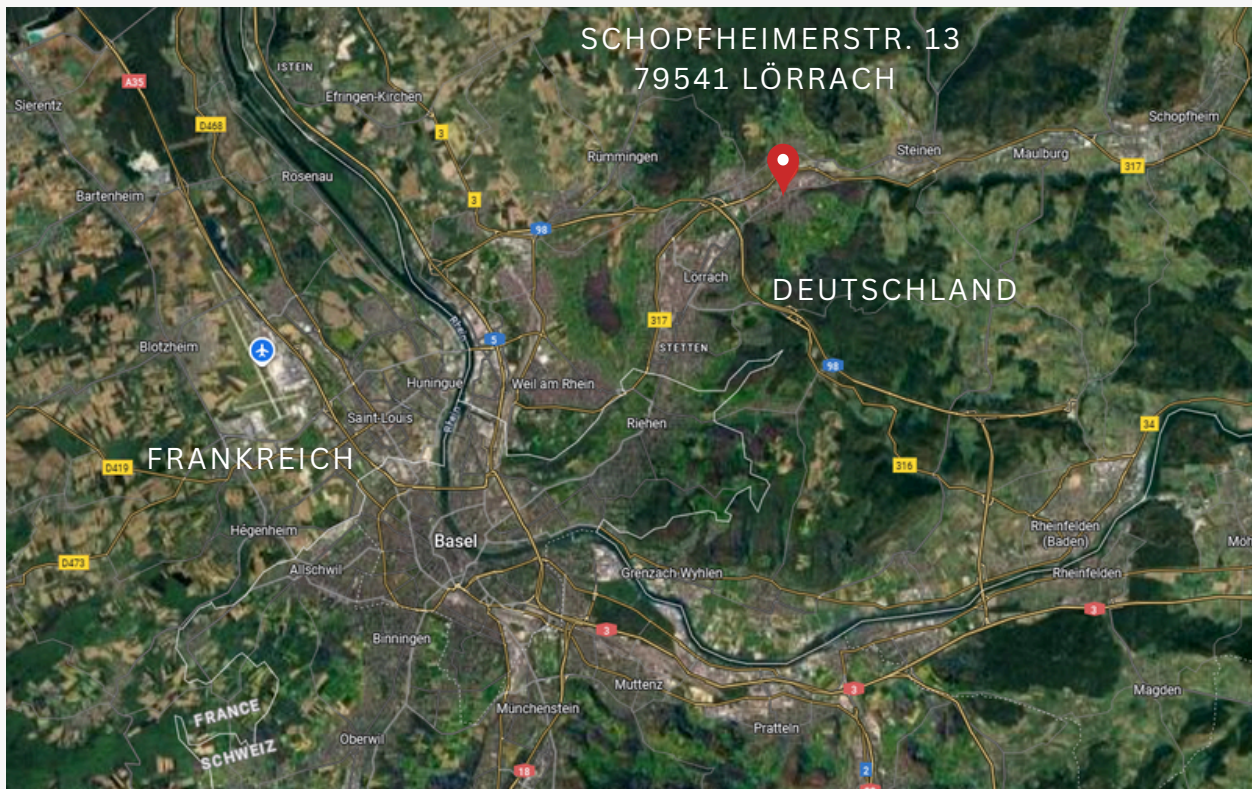 SCHOPFHEIMERSTR. 13
79541 LÖRRACH
ISTEIN
A35
Efringen-Kirchen
Sierentz
Schopfheim
D468
3
Rümmingen
Steinen
Maulburg
317
Rosenau
Bartenheim
3
98
Lörrach
DEUTSCHLAND
317
Rhein
5
STETTEN
Blotzheim
98
Huningue
Weil am Rhein
Saint-Louis
Rhein
Riehen
34
FRANKREICH
D419
316
Hégenheim
Basel
Rheinfelden
(Baden)
Möh
D473
Allschwil
Grenzach-Wyhlen
Rheinfelden
3
3
Binningen
Muttenz
3
Magden
Münchenstein
FRANCE
Pratteln
SCHWEIZ
Oberwil
18
2